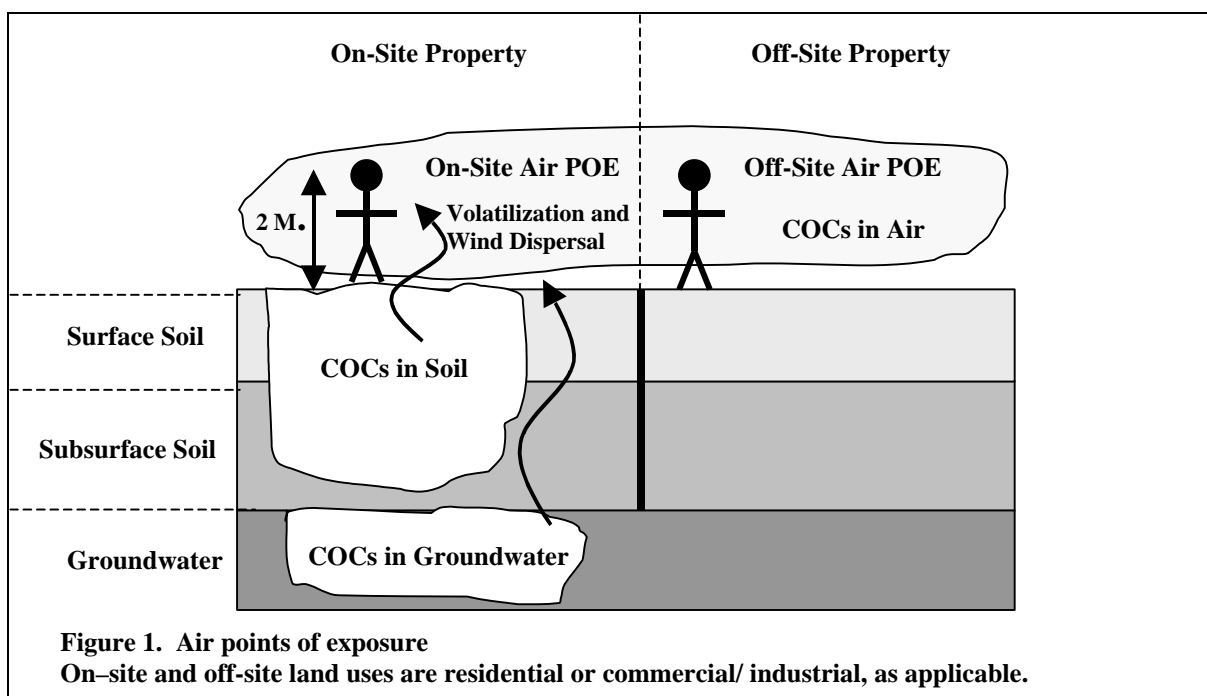 On-Site Property
Off-Site Property
On-Site Air POE
Off-Site Air POE
2 M.
Volatilization and
Wind Dispersal
COCs in Air
Surface Soil
COCs in Soil
Subsurface Soil
Groundwater
COCs in Groundwater
Figure 1. Air points of exposure
On–site and off-site land uses are residential or commercial/ industrial, as applicable.